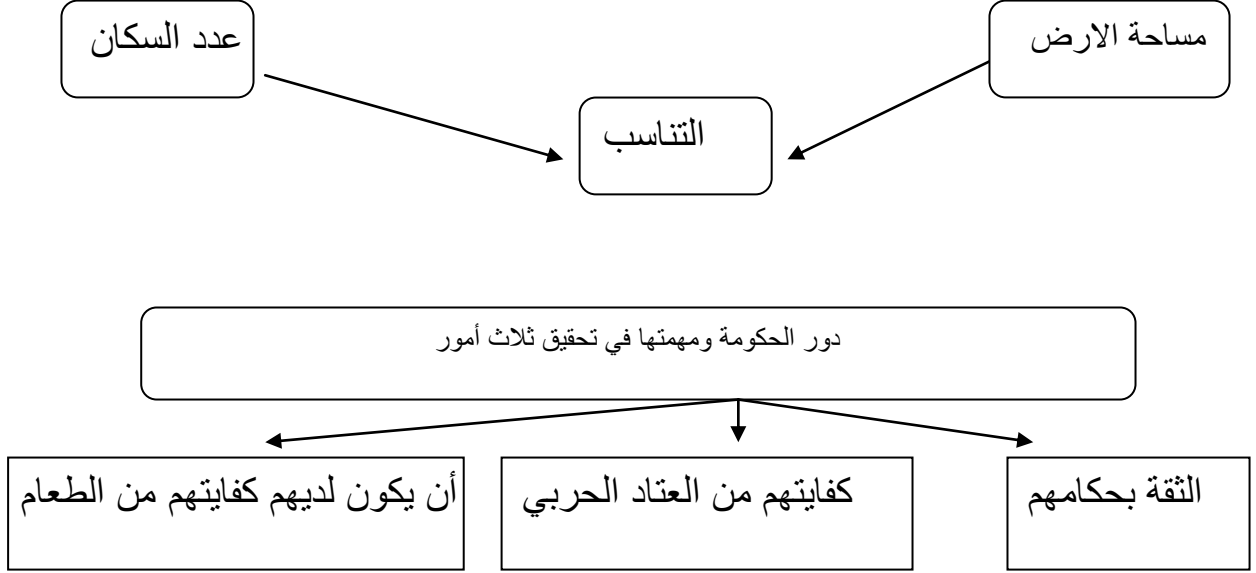 مساحة الارض
عدد السكان
التناسب
دور الحكومة ومهمتها في تحقيق ثلاث أمور
الثقة بحكامهم
كفايتهم من العتاد الحربي
أن يكون لديهم كفايتهم من الطعام